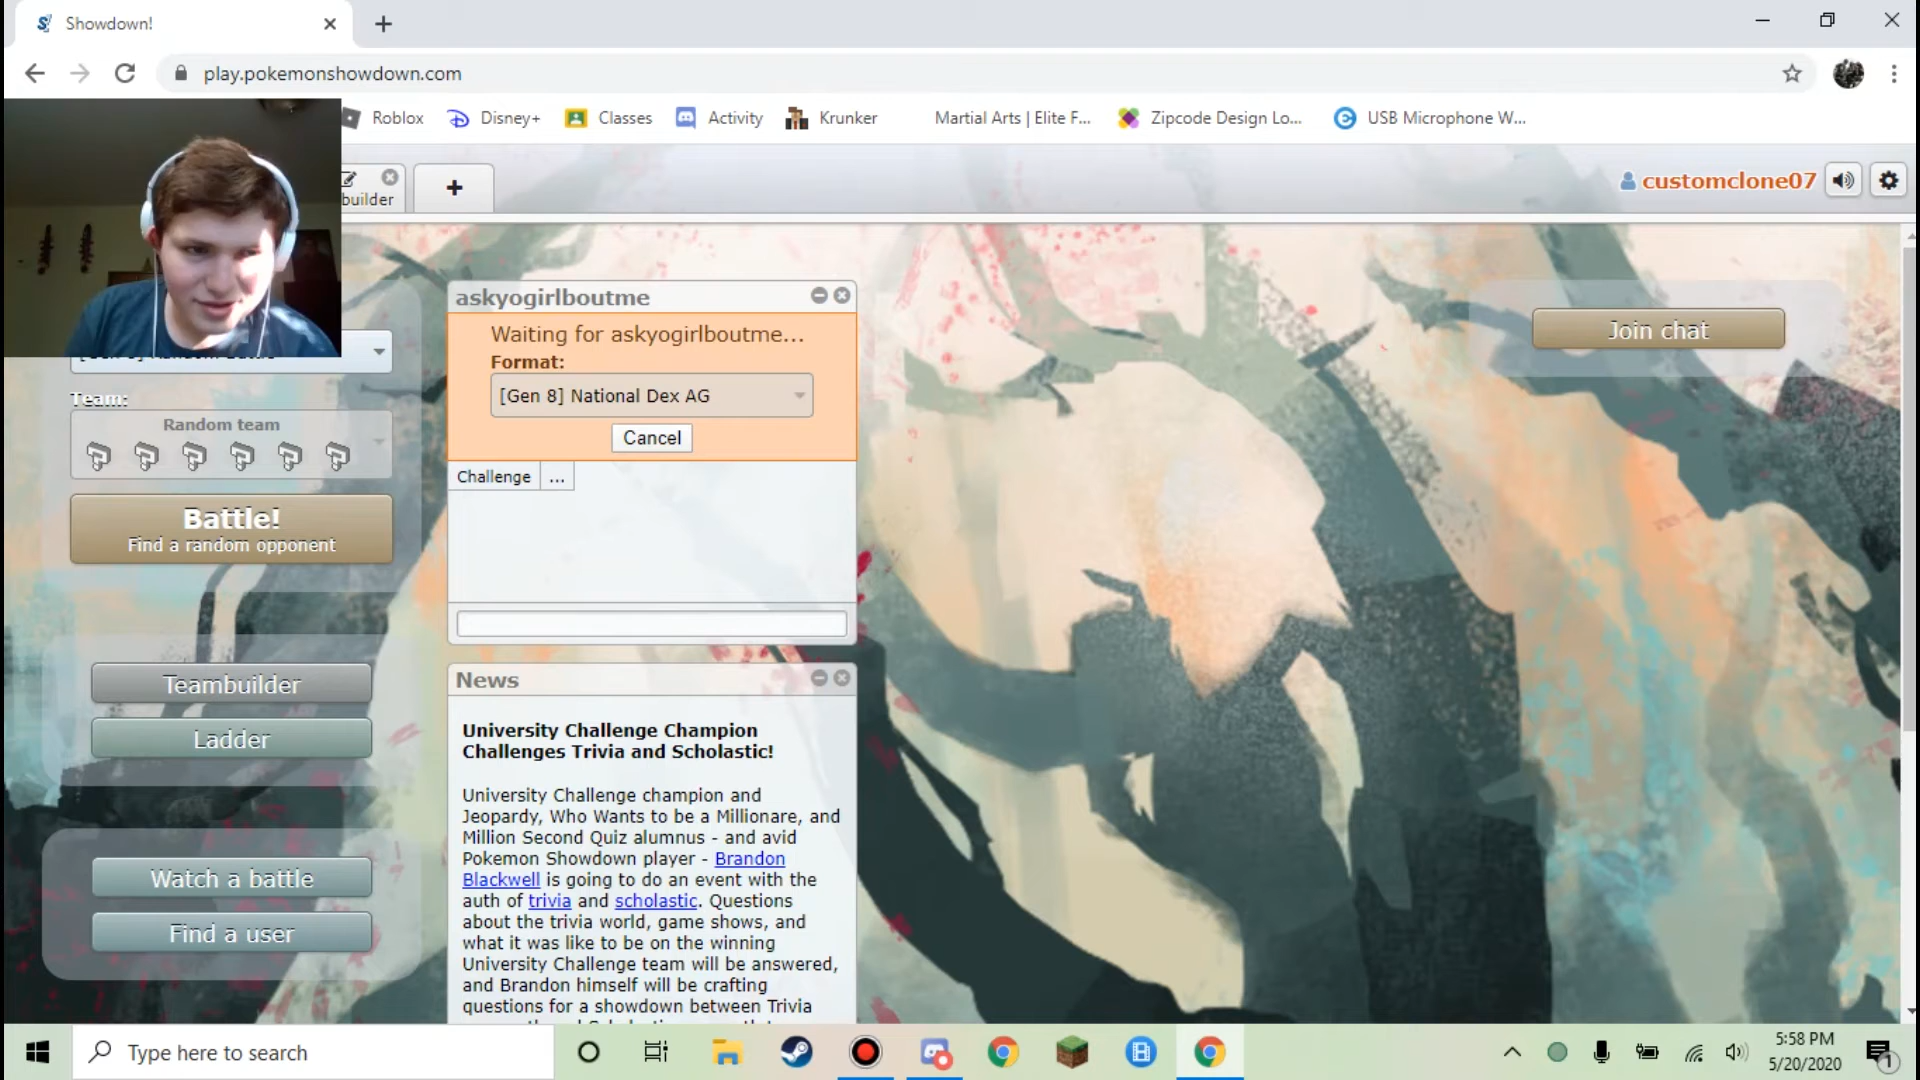 Showdown!
play.pokemonshowdown.com
Roblox
Disney+
Classes
Activity
Krunker
Martial Arts | Elite F...
Zipcode Design Lo...
USB Microphone W...
builder
customclone07
Join chat
askyogirlboutme
Waiting for askyogirlboutme...
Format:
[Gen 8] National Dex AG
Cancel
Challenge
...
Team:
Random team
Battle!
Find a random opponent
Teambuilder
Ladder
Watch a battle
Find a user
News
University Challenge Champion
Challenges Trivia and Scholastic!
University Challenge champion and
Jeopardy, Who Wants to be a Millionare, and
Million Second Quiz alumnus - and avid
Pokemon Showdown player - Brandon
Blackwell is going to do an event with the
auth of trivia and scholastic. Questions
about the trivia world, game shows, and
what it was like to be on the winning
University Challenge team will be answered,
and Brandon himself will be crafting
questions for a showdown between Trivia
Type here to search
5:58 PM
5/20/2020
1